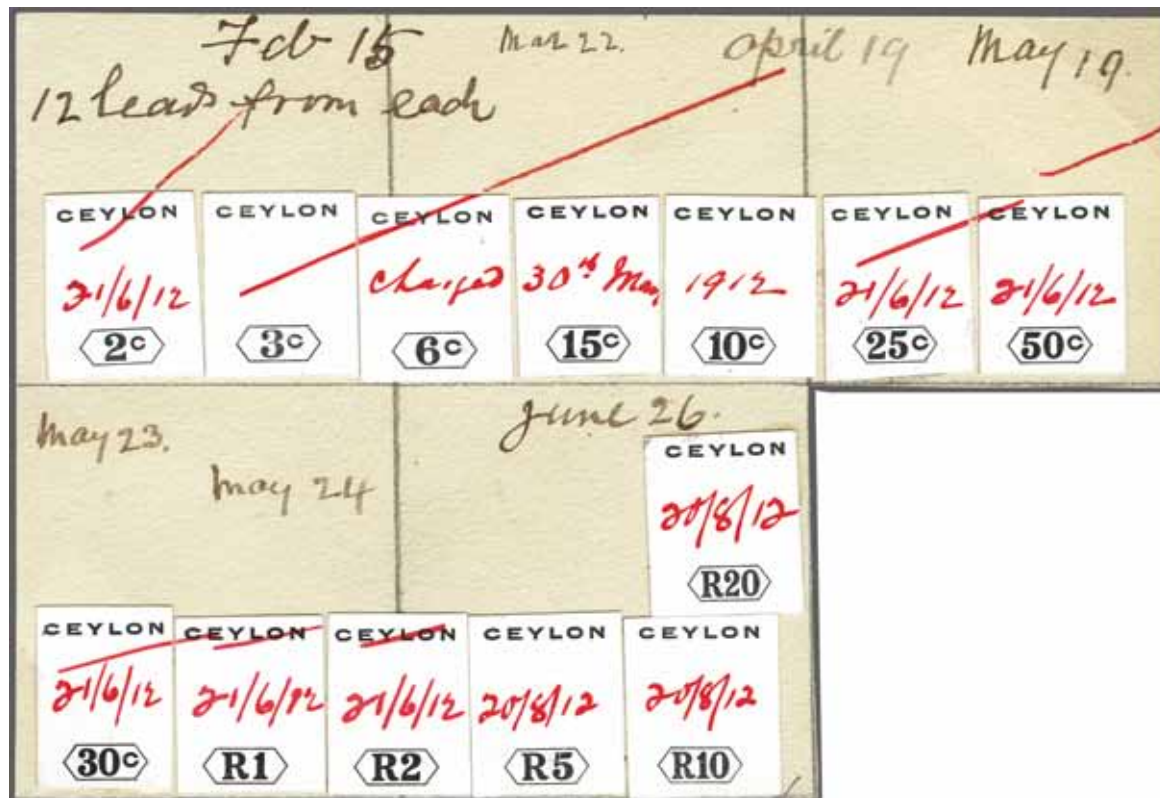 Feb 15 Mar 22. April 19 May 19.
12 leads from each
CEYLON CEYLON CEYLON CEYLON CEYLON CEYLON CEYLON
21/6/12 charged 30th Mar, 1912 21/6/12 21/6/12
2c 3c 6c 15c 10c 25c 50c
May 23. June 26.
May 24
CEYLON
20/8/12
R20
CEYLON CEYLON CEYLON CEYLON CEYLON
21/6/12 21/6/12 21/6/12 20/8/12 20/8/12
30c R1 R2 R5 R10